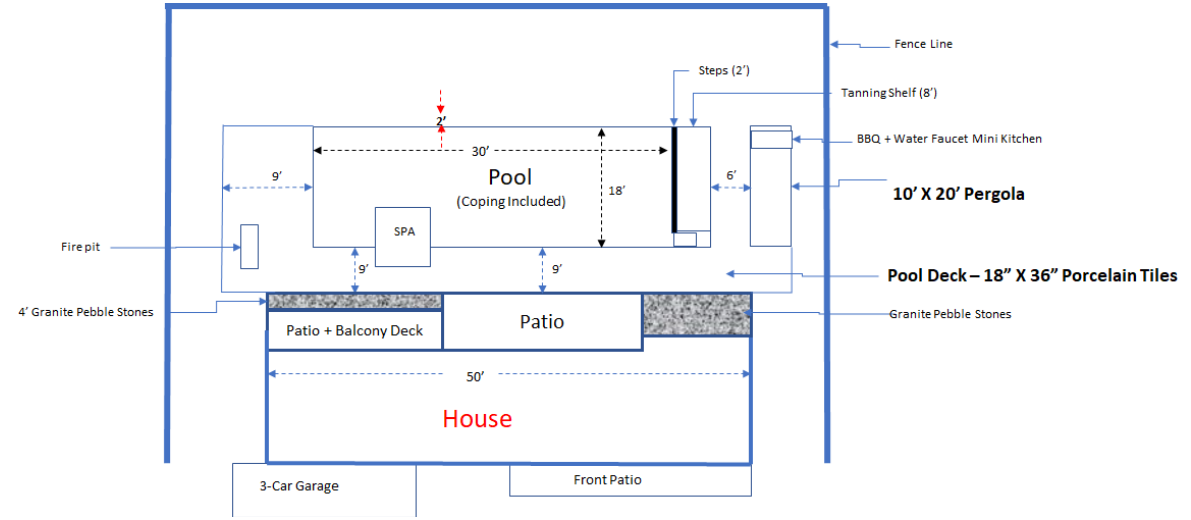 Fence Line
Steps (2’)
Tanning Shelf (8’)
2’
BBQ + Water Faucet Mini Kitchen
30’
Pool
(Coping Included)
9’
18’
6’
10’ X 20’ Pergola
SPA
Fire pit
9’
9’
Pool Deck – 18” X 36” Porcelain Tiles
4’ Granite Pebble Stones
Granite Pebble Stones
Patio + Balcony Deck
Patio
50’
House
3-Car Garage
Front Patio